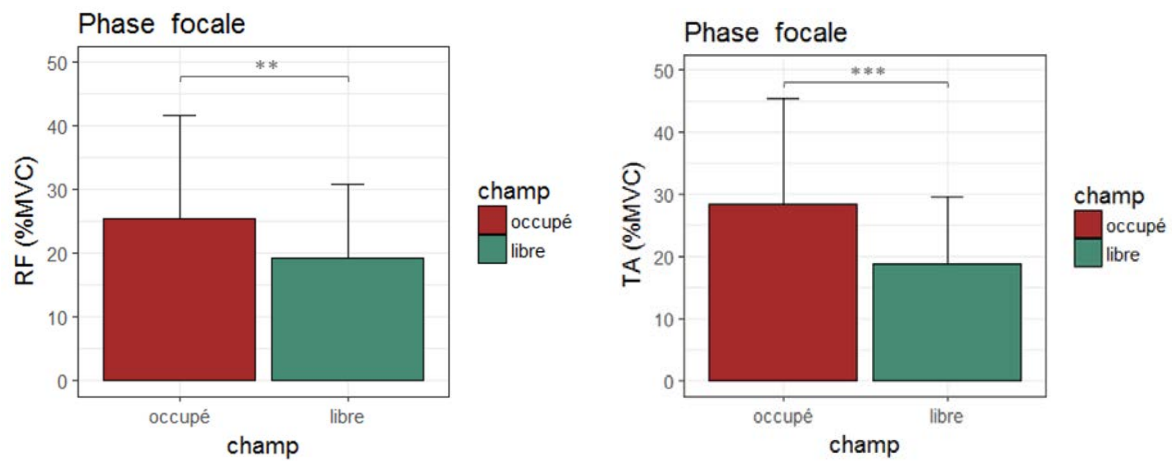 Phase focale
50
40
30
20
10
0
RF (%MVC)
**
occupé
libre
champ
champ
occupé
libre
Phase focale
50
40
30
20
10
0
TA (%MVC)
***
occupé
libre
champ
champ
occupé
libre